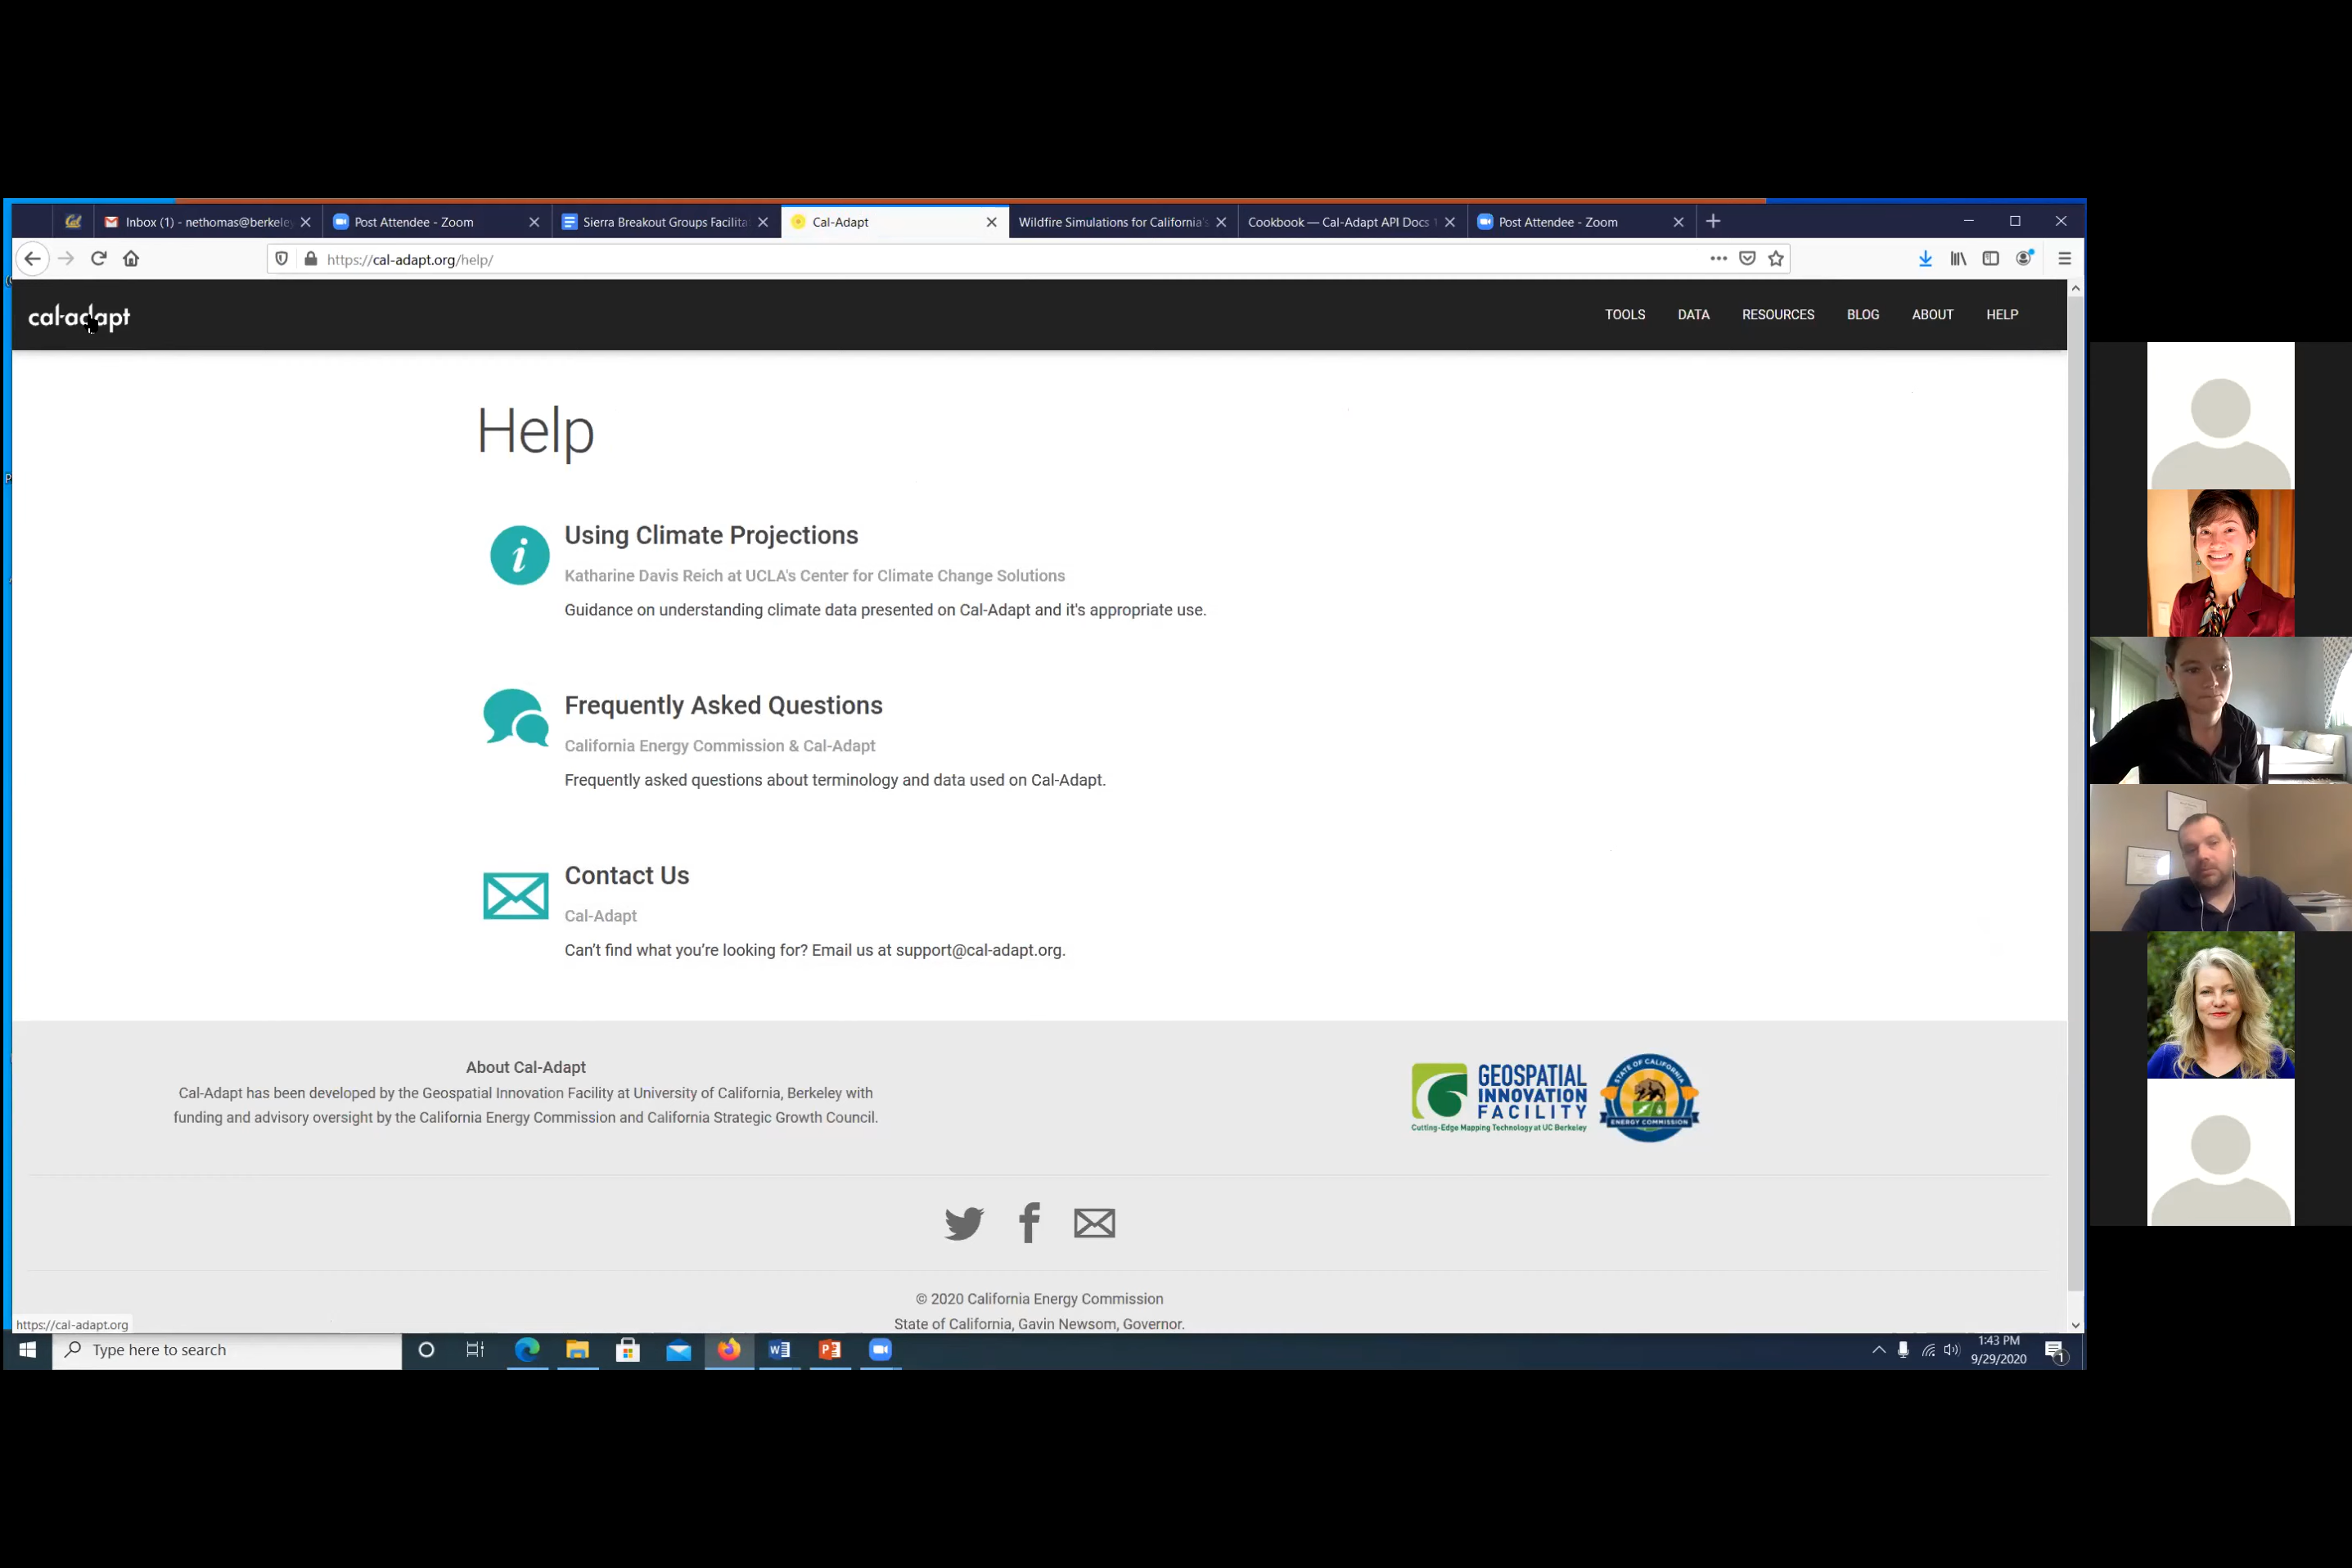 Inbox (1) - nethomas@berkele
Post Attendee - Zoom
Sierra Breakout Groups Facilita
Cal-Adapt
Wildfire Simulations for California's
Cookbook — Cal-Adapt API Docs
Post Attendee - Zoom
https://cal-adapt.org/help/
cal-adapt
TOOLS DATA RESOURCES BLOG ABOUT HELP
Help
Using Climate Projections
Katharine Davis Reich at UCLA's Center for Climate Change Solutions
Guidance on understanding climate data presented on Cal-Adapt and it's appropriate use.
Frequently Asked Questions
California Energy Commission & Cal-Adapt
Frequently asked questions about terminology and data used on Cal-Adapt.
Contact Us
Cal-Adapt
Can't find what you're looking for? Email us at support@cal-adapt.org.
About Cal-Adapt
Cal-Adapt has been developed by the Geospatial Innovation Facility at University of California, Berkeley with
funding and advisory oversight by the California Energy Commission and California Strategic Growth Council.
GEOSPATIAL
INNOVATION
FACILITY
Cutting-Edge Mapping Technology at UC Berkeley
STATE OF CALIFORNIA
ENERGY COMMISSION
© 2020 California Energy Commission
State of California, Gavin Newsom, Governor.
https://cal-adapt.org
Type here to search
1:43 PM
9/29/2020
1